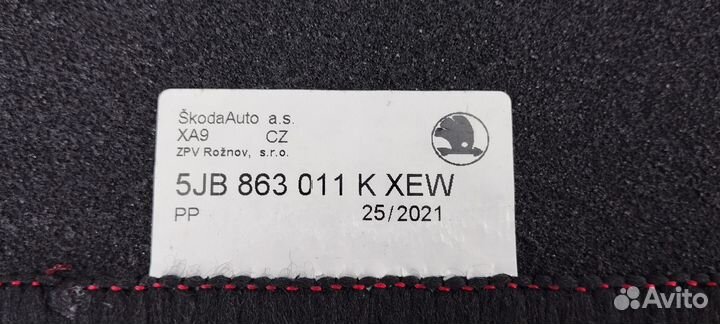 ŠkodaAuto a.s.
XA9 CZ
ZPV Rožnov, s.r.o.
5JB 863 011 K XEW
PP 25/2021
Avito